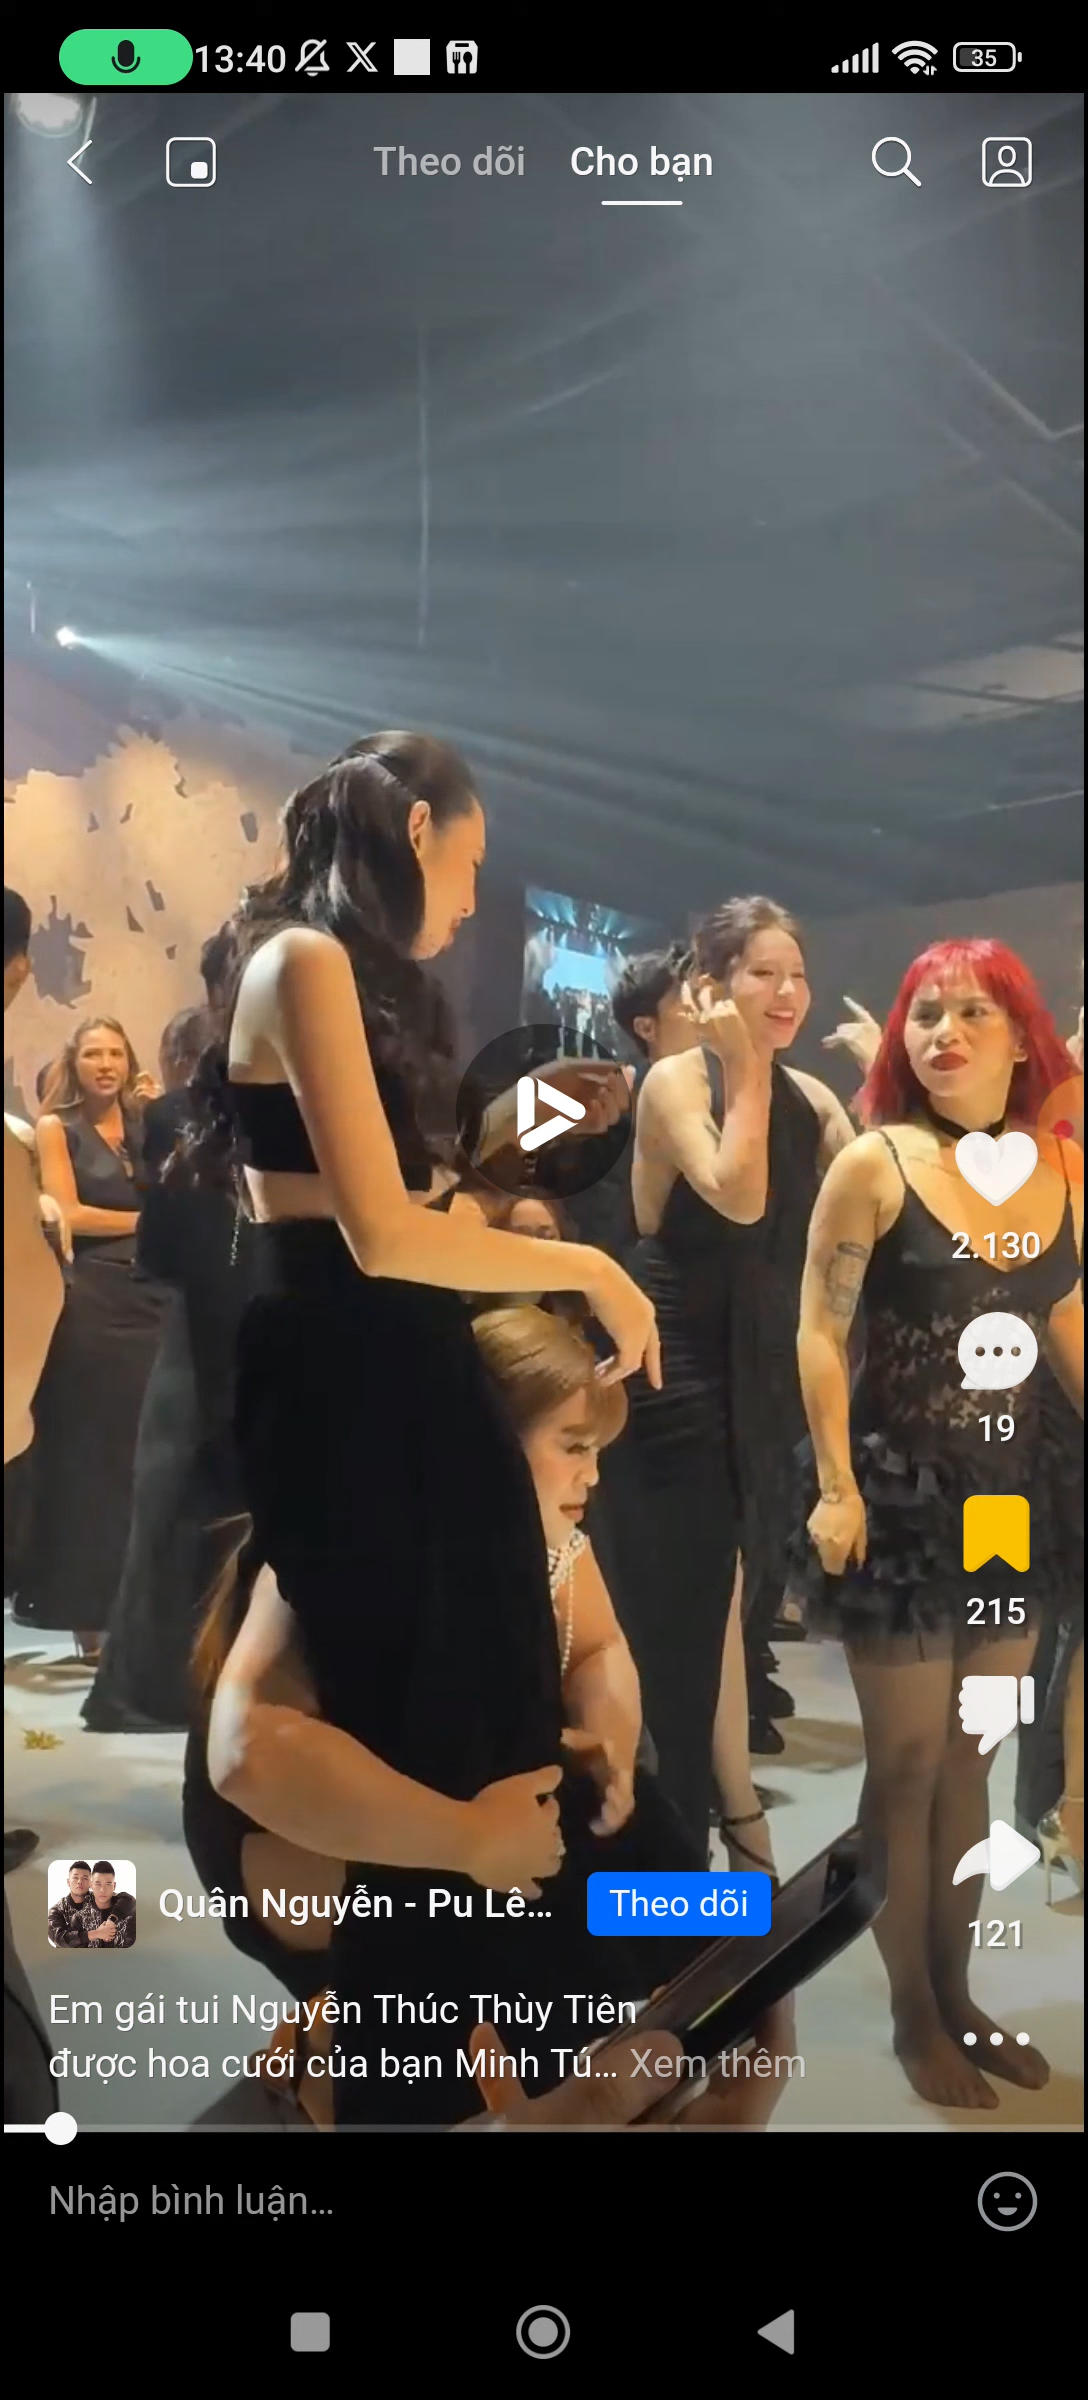 13:40
35
Theo dõi Cho bạn
2.130
19
215
121
Quân Nguyễn - Pu Lê... Theo dõi
Em gái tui Nguyễn Thúc Thùy Tiên
được hoa cưới của bạn Minh Tú... Xem thêm
Nhập bình luận...